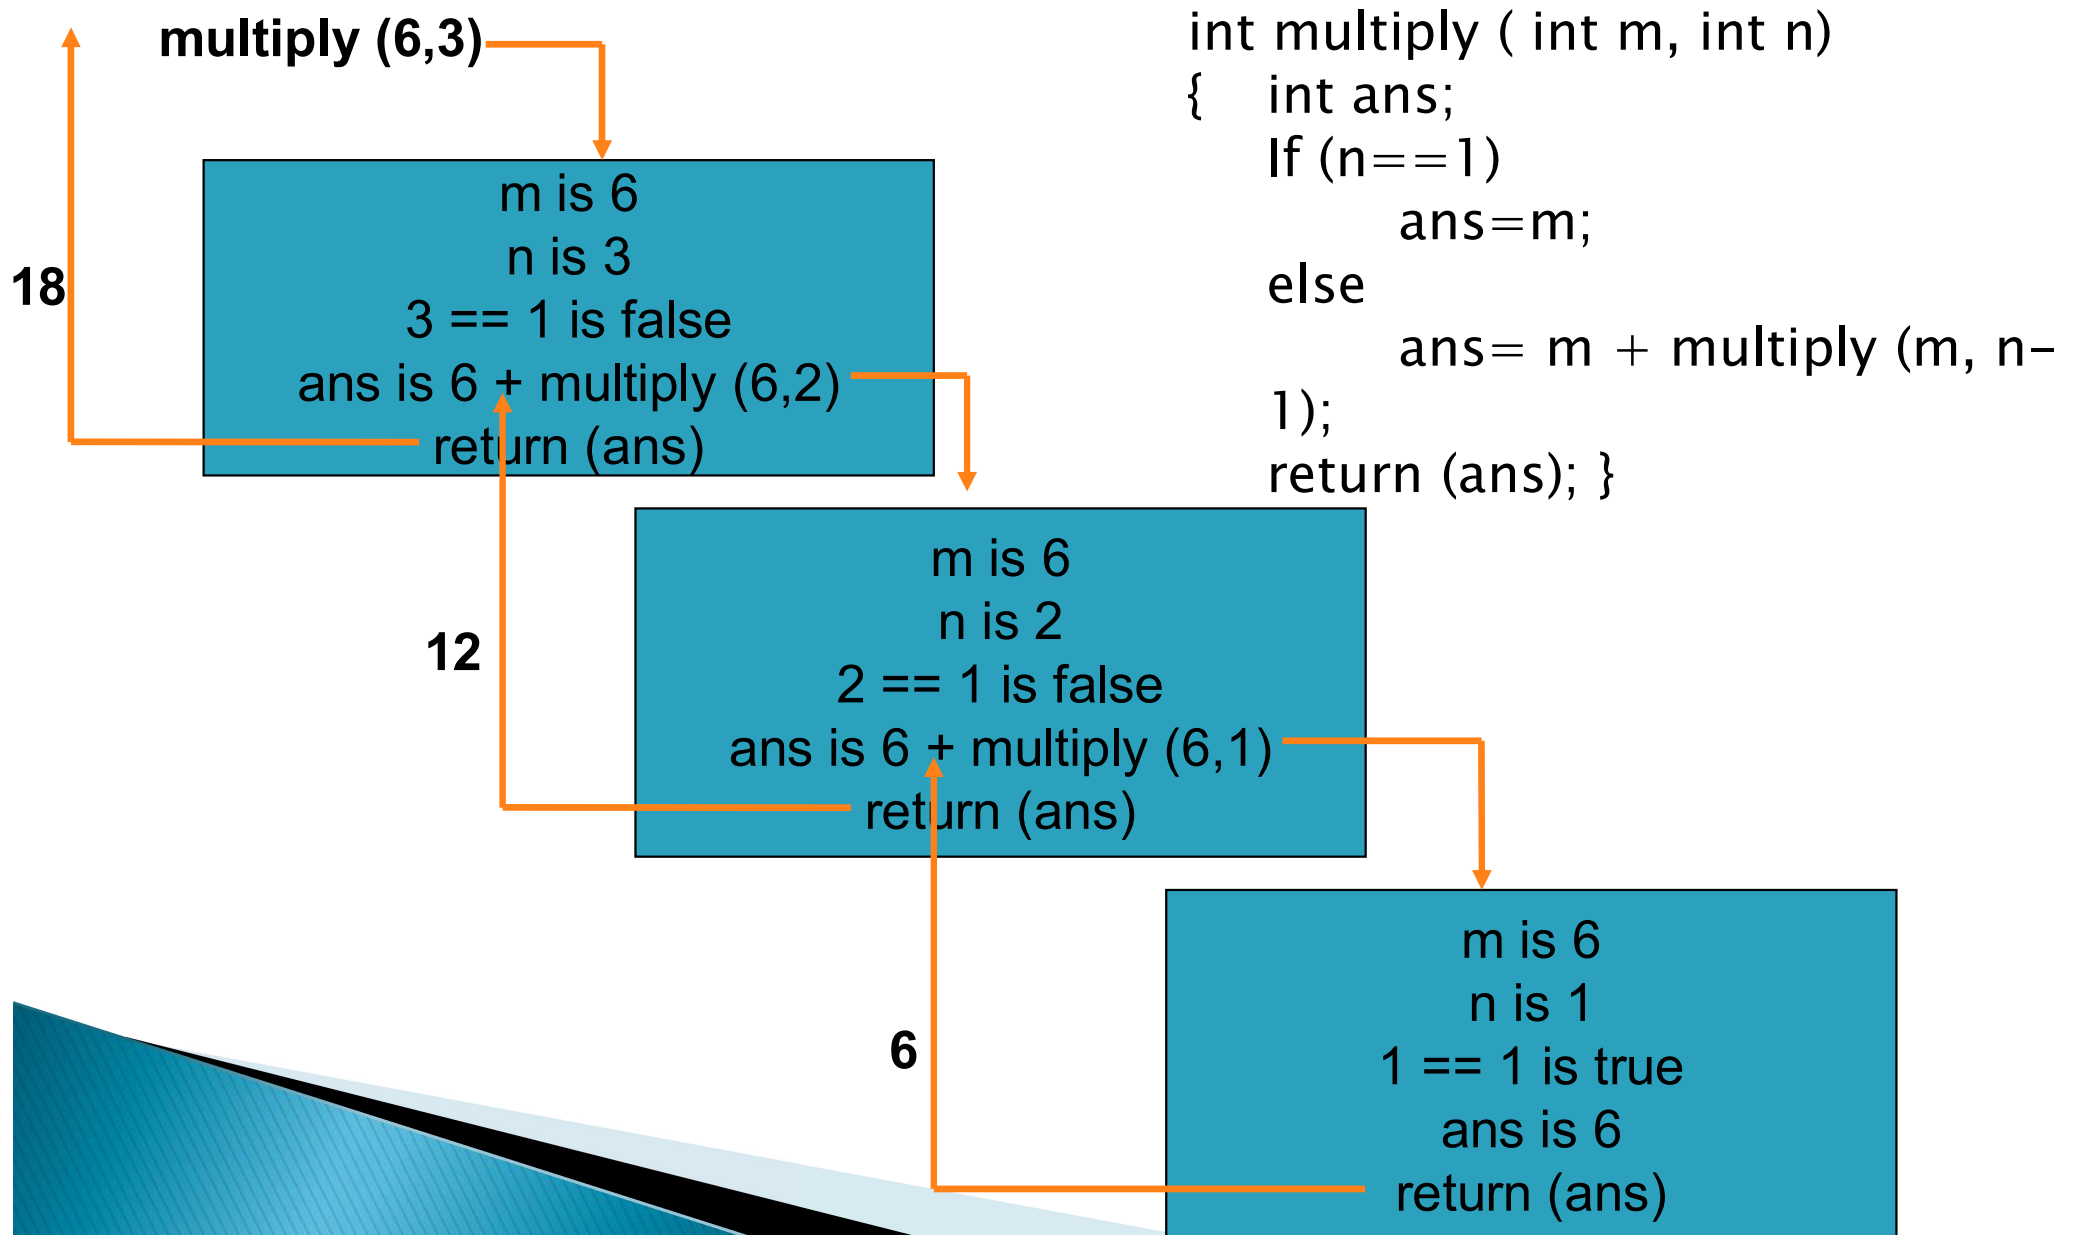 multiply (6,3)
m is 6
n is 3
3 == 1 is false
ans is 6 + multiply (6,2)
return (ans)
18
m is 6
n is 2
2 == 1 is false
ans is 6 + multiply (6,1)
return (ans)
12
m is 6
n is 1
1 == 1 is true
ans is 6
return (ans)
6
int multiply ( int m, int n)
{ int ans;
If (n==1)
ans=m;
else
ans= m + multiply (m, n-
1);
return (ans); }